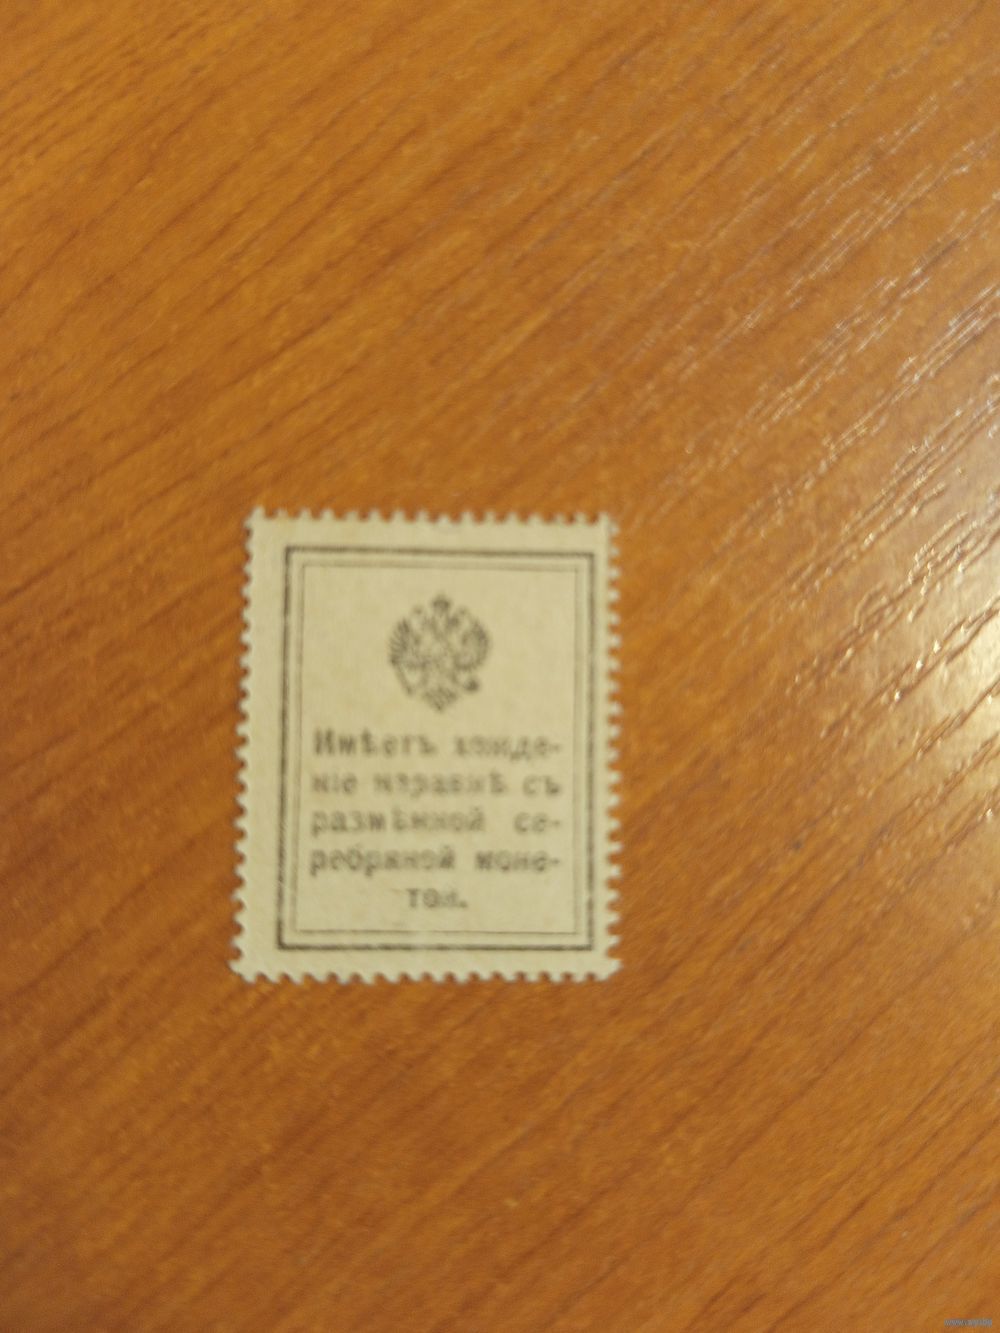 Имѣетъ хожде-
ніе наравнѣ съ
размѣнной се-
ребряной моне-
той.